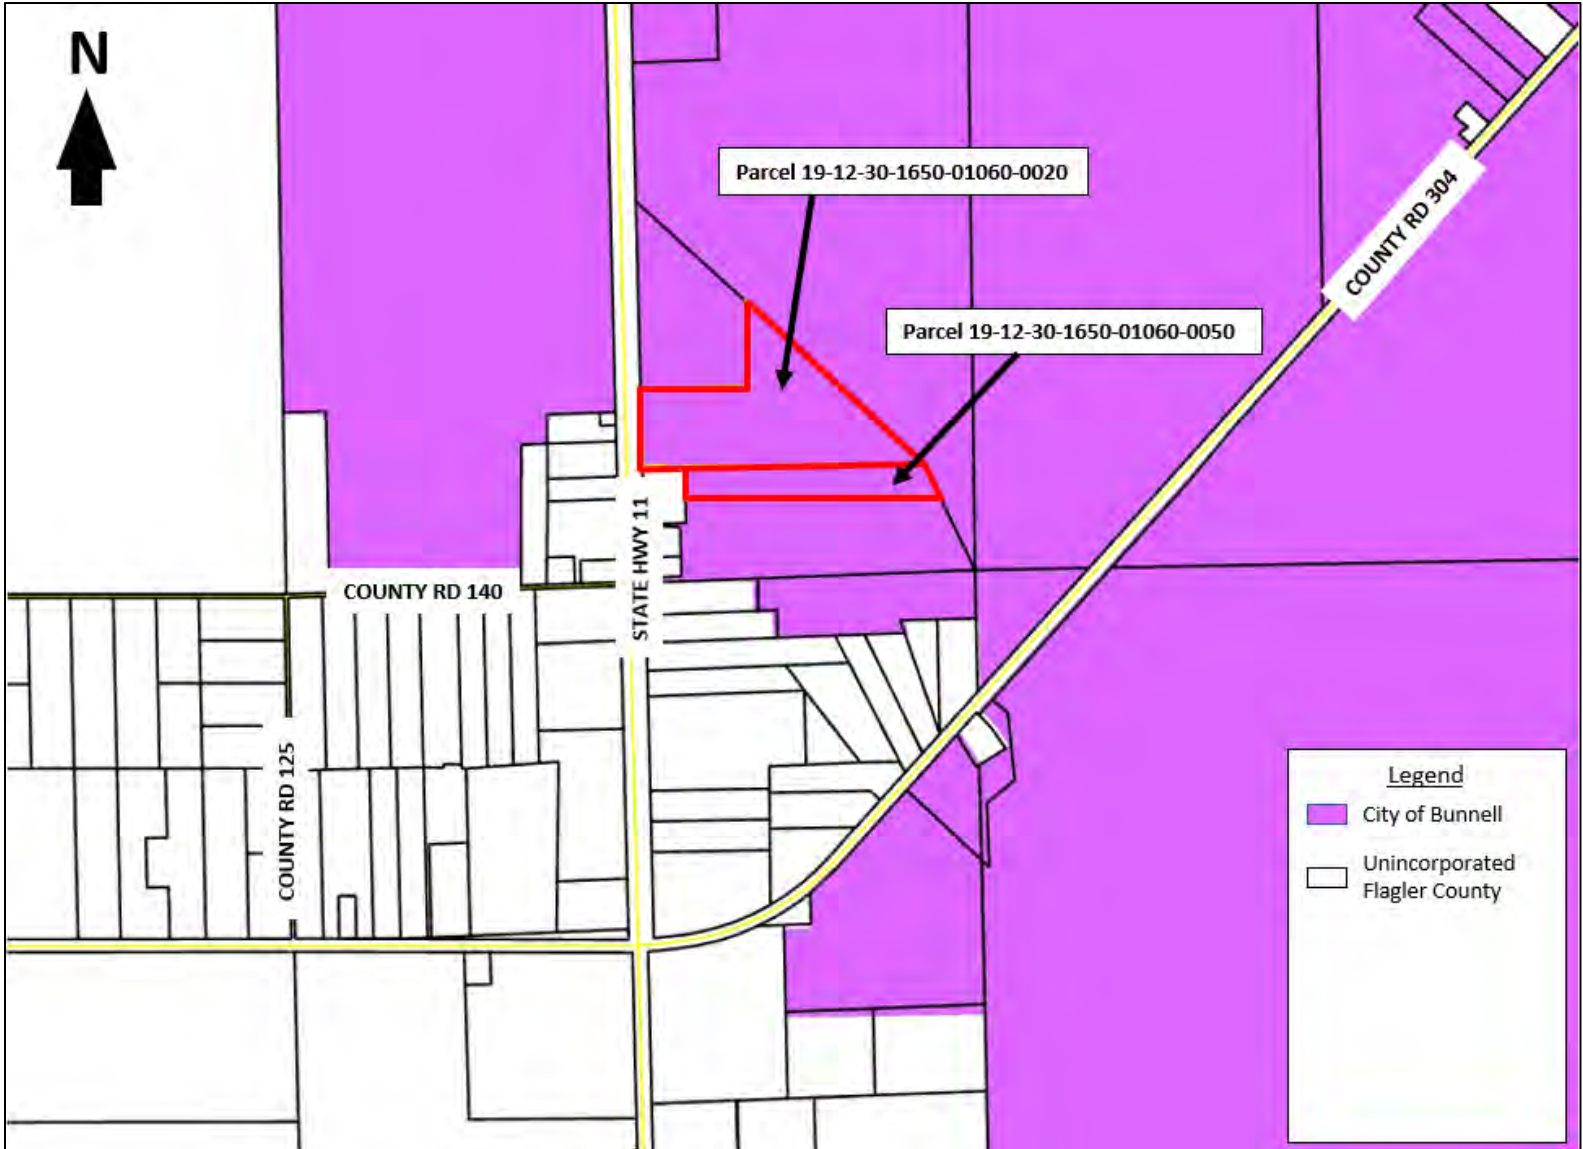 N
Parcel 19-12-30-1650-01060-0020
COUNTY RD 304
Parcel 19-12-30-1650-01060-0050
STATE HWY 11
COUNTY RD 140
COUNTY RD 125
Legend
City of Bunnell
Unincorporated
Flagler County